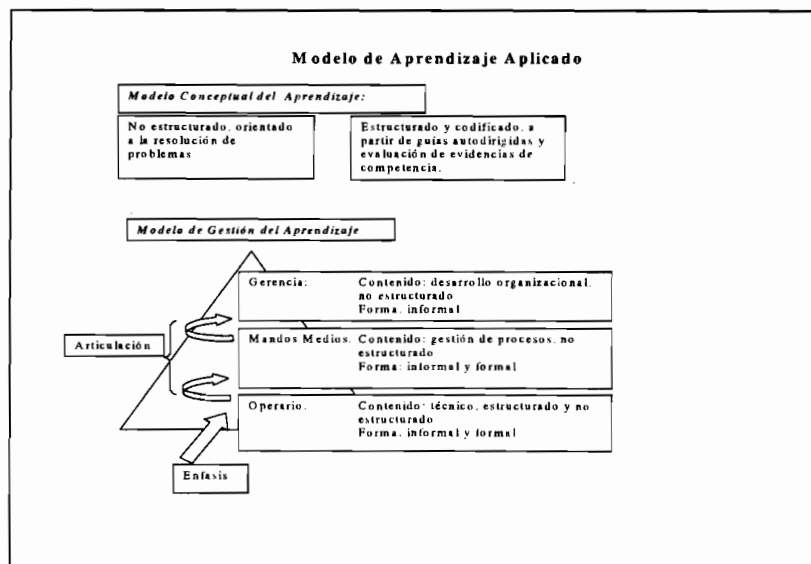 Modelo de Aprendizaje Aplicado
Modelo Conceptual del Aprendizaje:
No estructurado, orientado
a la resolución de
problemas
Estructurado y codificado, a
partir de guías autodirigidas y
evaluación de evidencias de
competencia.
Modelo de Gestión del Aprendizaje
Gerencia: Contenido: desarrollo organizacional,
no estructurado
Forma: informal
Articulación
Mandos Medios. Contenido: gestión de procesos, no
estructurado
Forma: informal y formal
Operario. Contenido: técnico, estructurado y no
estructurado
Forma. informal y formal
Enfasis